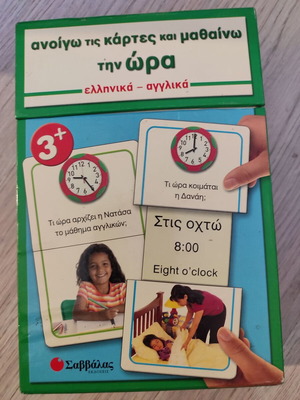 ανοίγω τις κάρτες και μαθαίνω
την ώρα
ελληνικά – αγγλικά
3+
Τι ώρα κοιμάται
η Δανάη;
Τι ώρα αρχίζει η Νατάσα
το μάθημα αγγλικών;
Στις οχτώ
8:00
Eight o'clock
Σαββάλας
ΕΚΔΟΣΕΙΣ